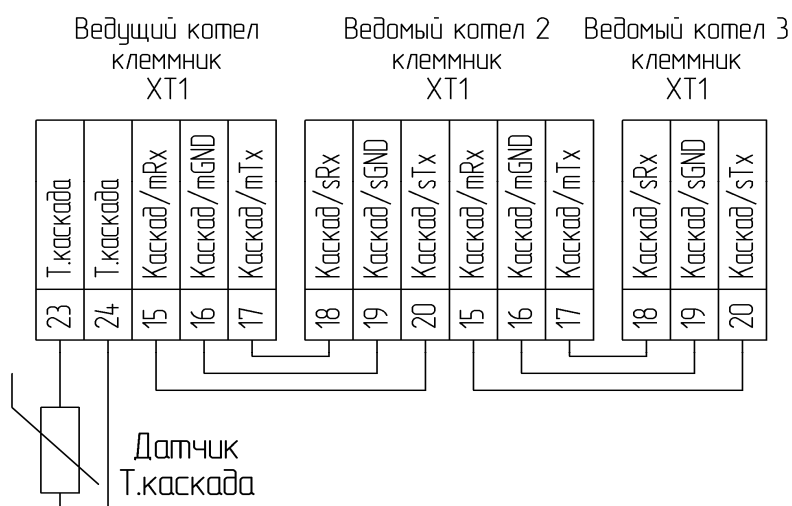 Ведущий котел
клеммник
XT1
Ведомый котел 2
клеммник
XT1
Ведомый котел 3
клеммник
XT1
Т.каскада
Т.каскада
Каскад/mRx
Каскад/mGND
Каскад/mTx
Каскад/sRx
Каскад/sGND
Каскад/sTx
Каскад/mRx
Каскад/mGND
Каскад/mTx
Каскад/sRx
Каскад/sGND
Каскад/sTx
23
24
15
16
17
18
19
20
15
16
17
18
19
20
Датчик
Т.каскада